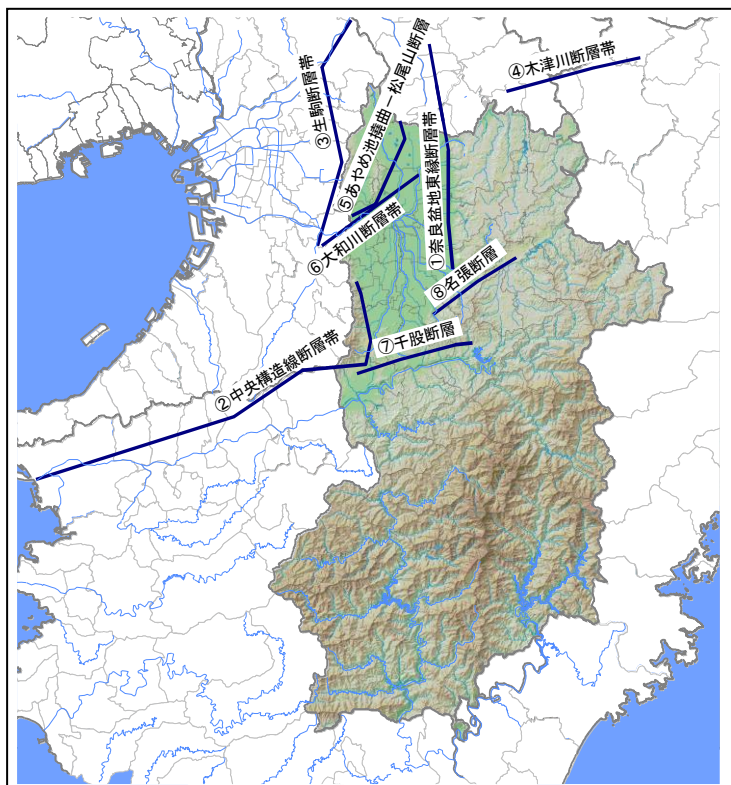 ④木津川断層帯
③生駒断層帯
⑤あやめ池撓曲－松尾山断層
①奈良盆地東縁断層帯
⑥大和川断層帯
⑧名張断層
⑦千股断層
②中央構造線断層帯